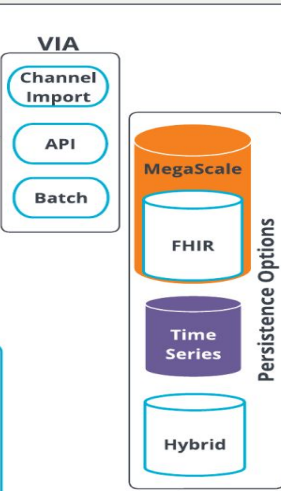 VIA
Channel
Import
API
Batch
MegaScale
FHIR
Time
Series
Hybrid
Persistence Options